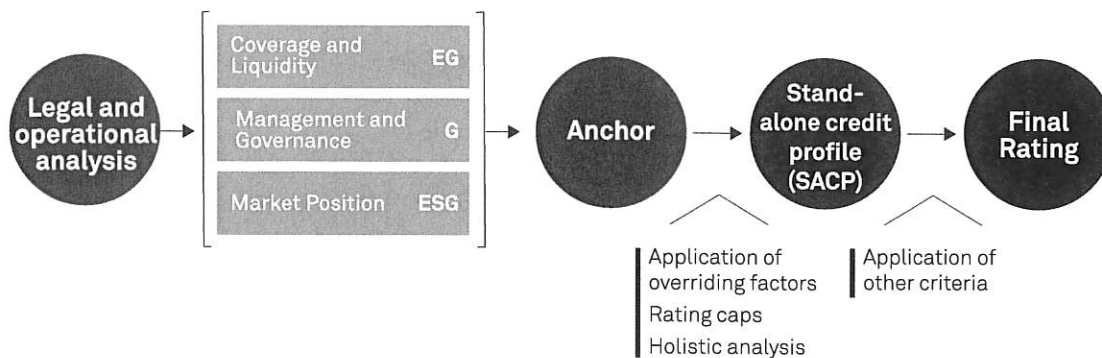 Legal and
operational
analysis
Coverage and
Liquidity
EG
Management and
Governance
G
Market Position
ESG
Anchor
Stand-
alone credit
profile
(SACP)
Final
Rating
Application of
overriding factors
Rating caps
Holistic analysis
Application of
other criteria